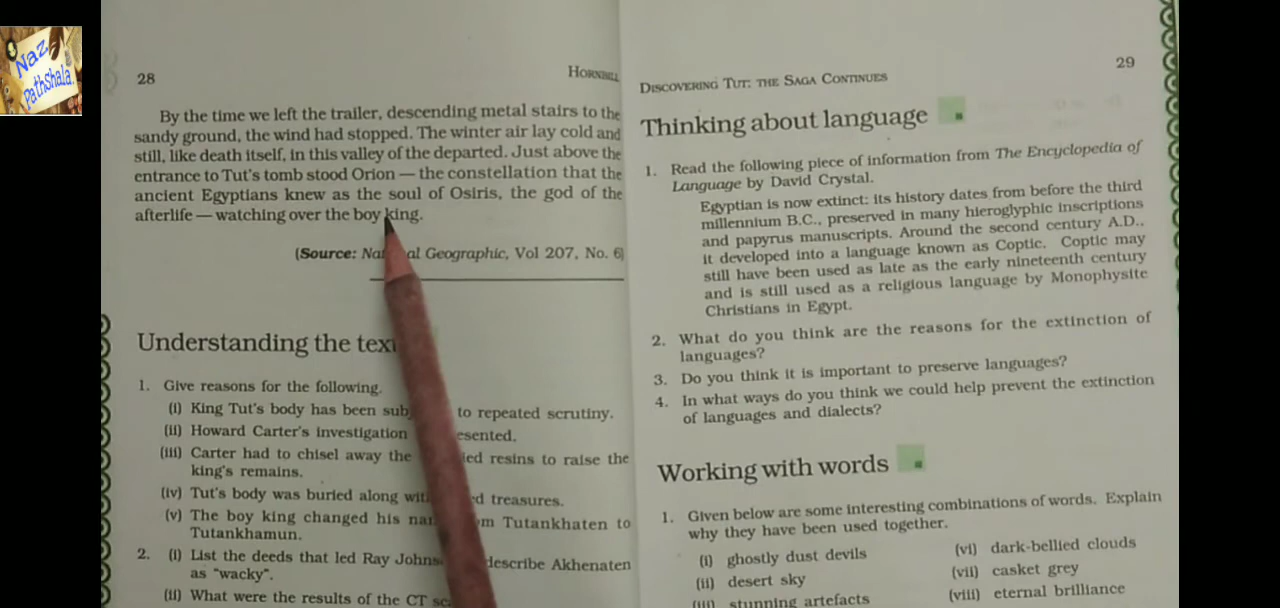 Naz
Pathshala
28
HORNBILL
By the time we left the trailer, descending metal stairs to the
sandy ground, the wind had stopped. The winter air lay cold and
still, like death itself, in this valley of the departed. Just above the
entrance to Tut's tomb stood Orion — the constellation that the
ancient Egyptians knew as the soul of Osiris, the god of the
afterlife — watching over the boy king.
(Source: National Geographic, Vol 207, No. 6)
Understanding the text
1. Give reasons for the following.
(i) King Tut's body has been to repeated scrutiny.
(ii) Howard Carter's investigation
(iii) Carter had to chisel away the resins to raise the
king's remains.
(iv) Tut's body was buried along treasures.
(v) The boy king changed his Tutankhaten to
Tutankhamun.
2. (i) List the deeds that led Ray describe Akhenaten
as "wacky".
(ii) What were the results of the CT
29
DISCOVERING TUT: THE SAGA CONTINUES
Thinking about language
1. Read the following piece of information from The Encyclopedia of
Language by David Crystal.
Egyptian is now extinct: its history dates from before the third
millennium B.C., preserved in many hieroglyphic inscriptions
and papyrus manuscripts. Around the second century A.D.,
it developed into a language known as Coptic. Coptic may
still have been used as late as the early nineteenth century
and is still used as a religious language by Monophysite
Christians in Egypt.
2. What do you think are the reasons for the extinction of
languages?
3. Do you think it is important to preserve languages?
4. In what ways do you think we could help prevent the extinction
of languages and dialects?
Working with words
1. Given below are some interesting combinations of words. Explain
why they have been used together.
(i) ghostly dust devils
(ii) desert sky
(iii) stunning artefacts
(vi) dark-bellied clouds
(vii) casket grey
(viii) eternal brilliance